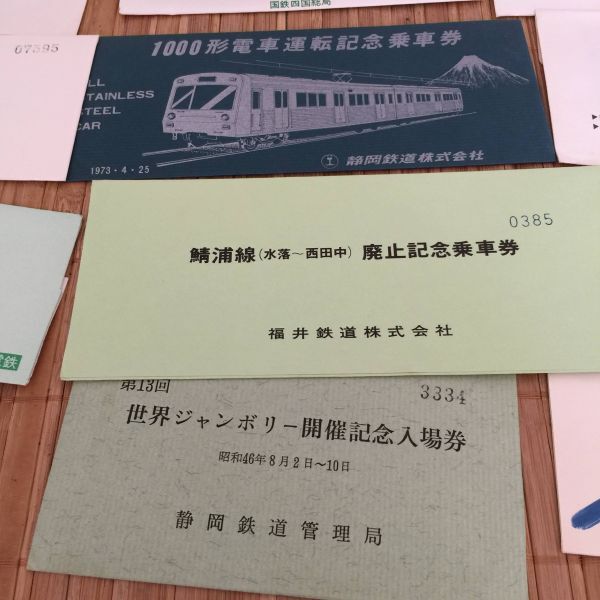 国鉄四国総局
07595
1000形電車運転記念乗車券
ALL
STAINLESS
STEEL
CAR
1973・4・25
静岡鉄道株式会社
0385
鯖浦線(水落～西田中) 廃止記念乗車券
福井鉄道株式会社
第13回
3334
世界ジャンボリー開催記念入場券
昭和46年8月2日～10日
静岡鉄道管理局